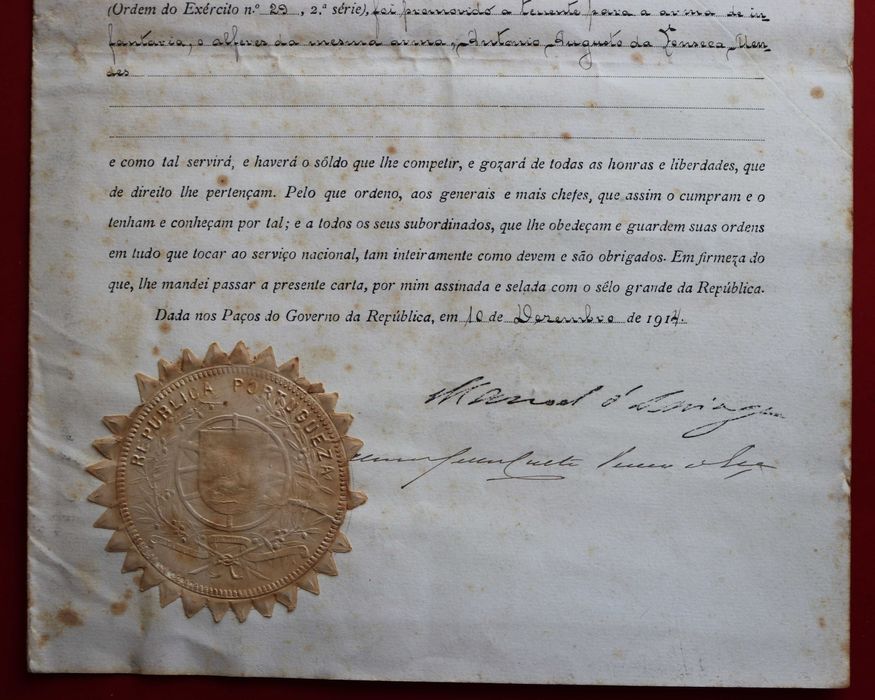 (Ordem do Exército n.º 29, 2.ª série), foi promovido a tenente para a arma de in
fantaria, o alferes da mesma arma, Antonio Augusto da Fonseca Men-
des
e como tal servirá, e haverá o sôldo que lhe competir, e gozará de todas as honras e liberdades, que
de direito lhe pertençam. Pelo que ordeno, aos generais e mais chefes, que assim o cumpram e o
tenham e conheçam por tal; e a todos os seus subordinados, que lhe obedeçam e guardem suas ordens
em tudo que tocar ao serviço nacional, tam inteiramente como devem e são obrigados. Em firmeza do
que, lhe mandei passar a presente carta, por mim assinada e selada com o sêlo grande da República.
Dada nos Paços do Governo da República, em 10 de Dezembro de 1914.
Manoel d'Arriaga
REPUBLICA PORTUGUEZA